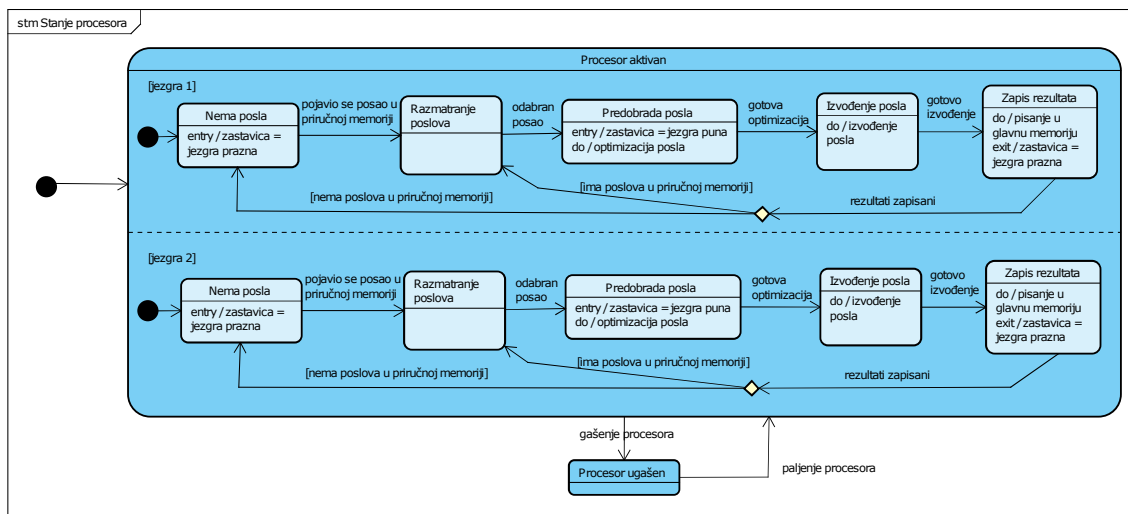 stm Stanje procesora
Procesor aktivan
[jezgra 1]
Nema posla
entry / zastavica =
jezgra prazna
pojavio se posao u
priručnoj memoriji
Razmatranje
poslova
odabran
posao
Predobrada posla
entry / zastavica = jezgra puna
do / optimizacija posla
gotova
optimizacija
Izvođenje posla
do / izvođenje
posla
gotovo
izvođenje
Zapis rezultata
do / pisanje u
glavnu memoriju
exit / zastavica =
jezgra prazna
[nema poslova u priručnoj memoriji]
[ima poslova u priručnoj memoriji]
rezultati zapisani
[jezgra 2]
Nema posla
entry / zastavica =
jezgra prazna
pojavio se posao u
priručnoj memoriji
Razmatranje
poslova
odabran
posao
Predobrada posla
entry / zastavica = jezgra puna
do / optimizacija posla
gotova
optimizacija
Izvođenje posla
do / izvođenje
posla
gotovo
izvođenje
Zapis rezultata
do / pisanje u
glavnu memoriju
exit / zastavica =
jezgra prazna
[nema poslova u priručnoj memoriji]
[ima poslova u priručnoj memoriji]
rezultati zapisani
gašenje procesora
Procesor ugašen
paljenje procesora